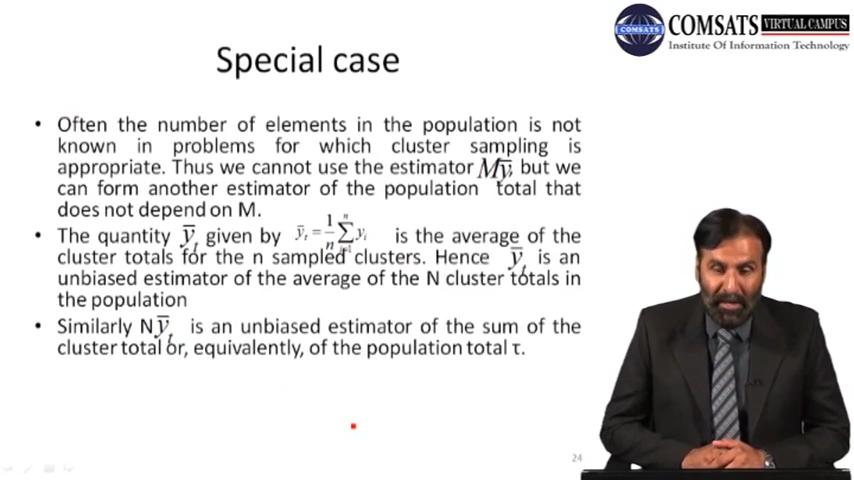 COMSATS VIRTUAL CAMPUS
COMSATS
Institute Of Information Technology
Special case
• Often the number of elements in the population is not
known in problems for which cluster sampling is
appropriate. Thus we cannot use the estimator Mȳ, but we
can form another estimator of the population total that
does not depend on M.
• The quantity ȳₜ given by ȳₜ = 1/n ∑ⁿᵢ₌₁ yᵢ is the average of the
cluster totals for the n sampled clusters. Hence ȳₜ is an
unbiased estimator of the average of the N cluster totals in
the population
• Similarly Nȳₜ is an unbiased estimator of the sum of the
cluster total or, equivalently, of the population total τ.
24